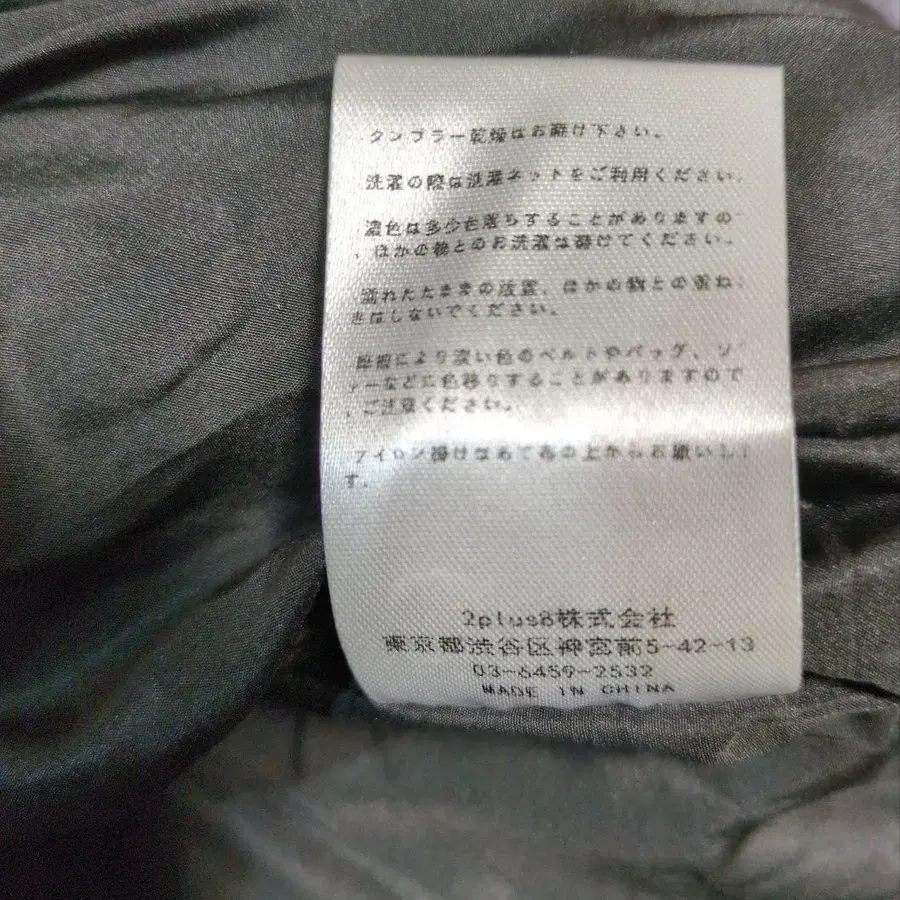 タンブラー乾燥はお避け下さい。
洗濯の際は洗濯ネットをご利用ください。
濃色は多少色落ちすることがありますの
、ほかの物とのお洗濯は避けてください。
濡れたままの放置、ほかの物との重ね
きはしないでください。
摩擦により淡い色のベルトやバッグ、ソ
ァーなどに色移りすることがありますので
、ご注意ください。
アイロン掛けはあて布の上からお願いし
す。
2plus8株式会社
東京都渋谷区神宮前5-42-13
03-6459-2532
MADE IN CHINA